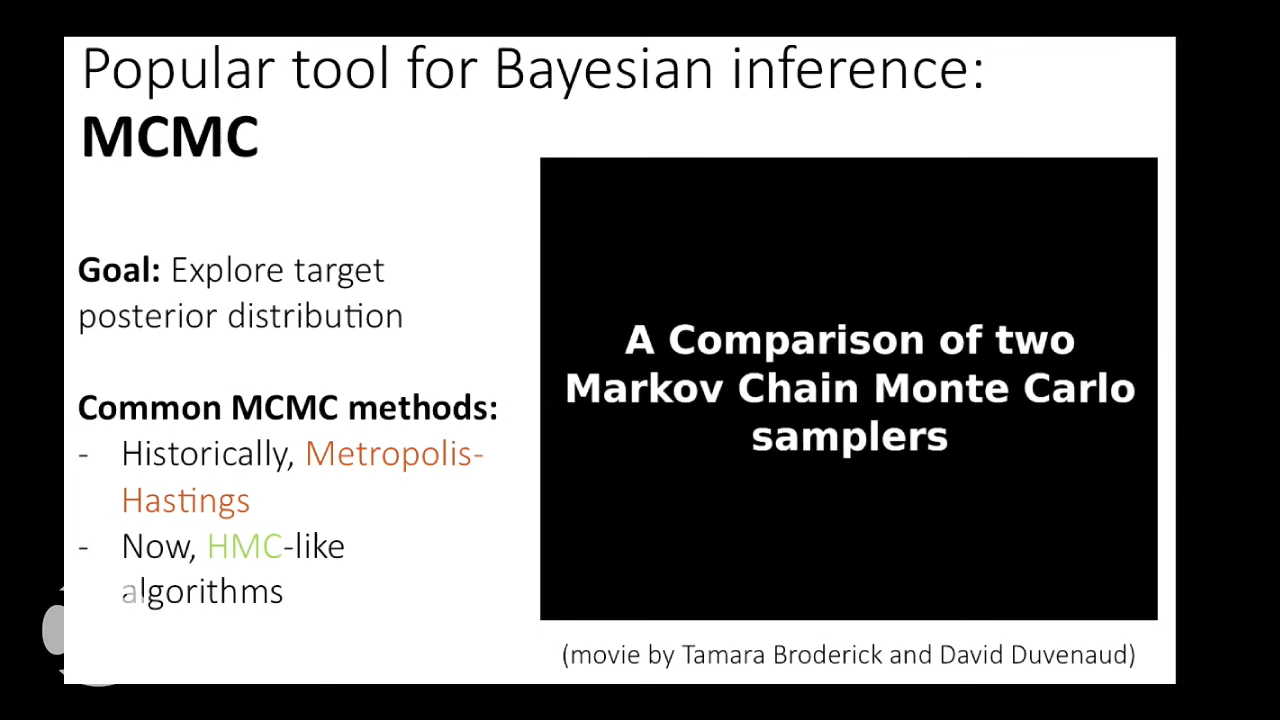 Popular tool for Bayesian inference:
MCMC
Goal: Explore target
posterior distribution
Common MCMC methods:
- Historically, Metropolis-
Hastings
- Now, HMC-like
algorithms
A Comparison of two
Markov Chain Monte Carlo
samplers
(movie by Tamara Broderick and David Duvenaud)